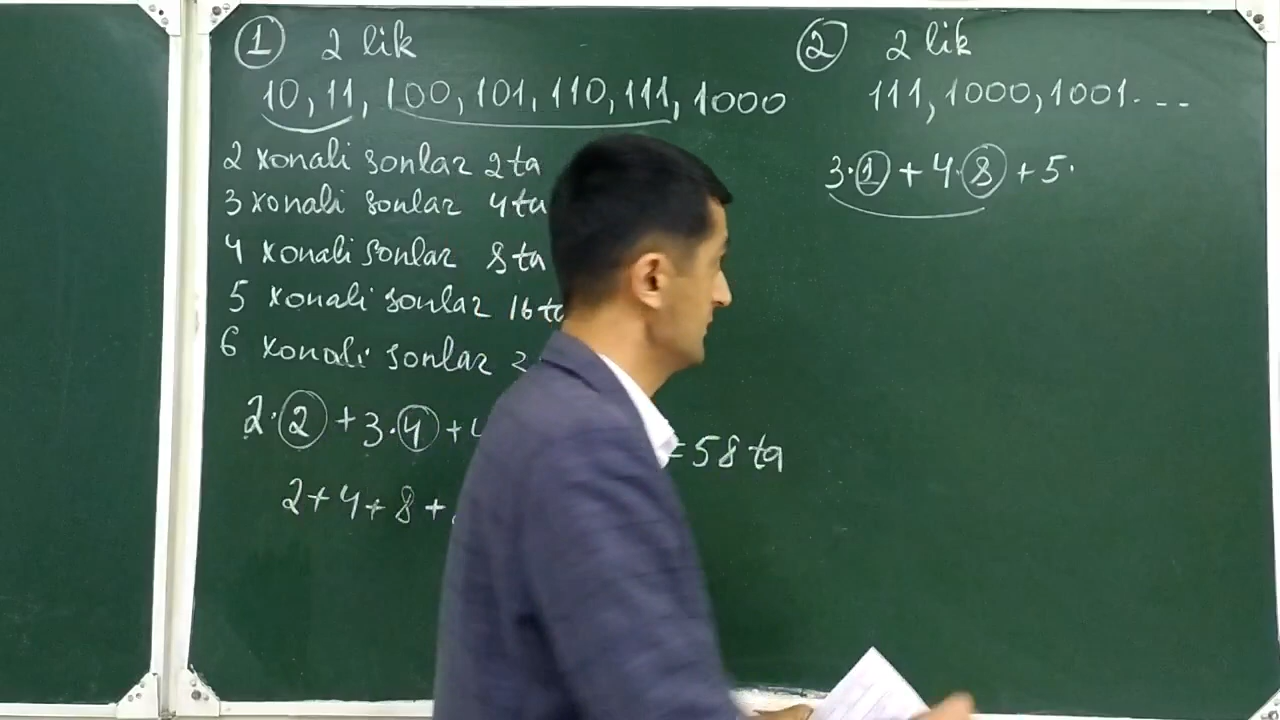 ① 2 lik
10, 11, 100, 101, 110, 111, 1000
2 xonali sonlar 2 ta
3 xonali sonlar 4 ta
4 xonali sonlar 8 ta
5 xonali sonlar 16 ta
6 xonali sonlar
2·2 + 3·4 + 4 = 58 ta
2+4+8+
② 2 lik
111, 1000, 1001...
3·1 + 4·8 + 5·